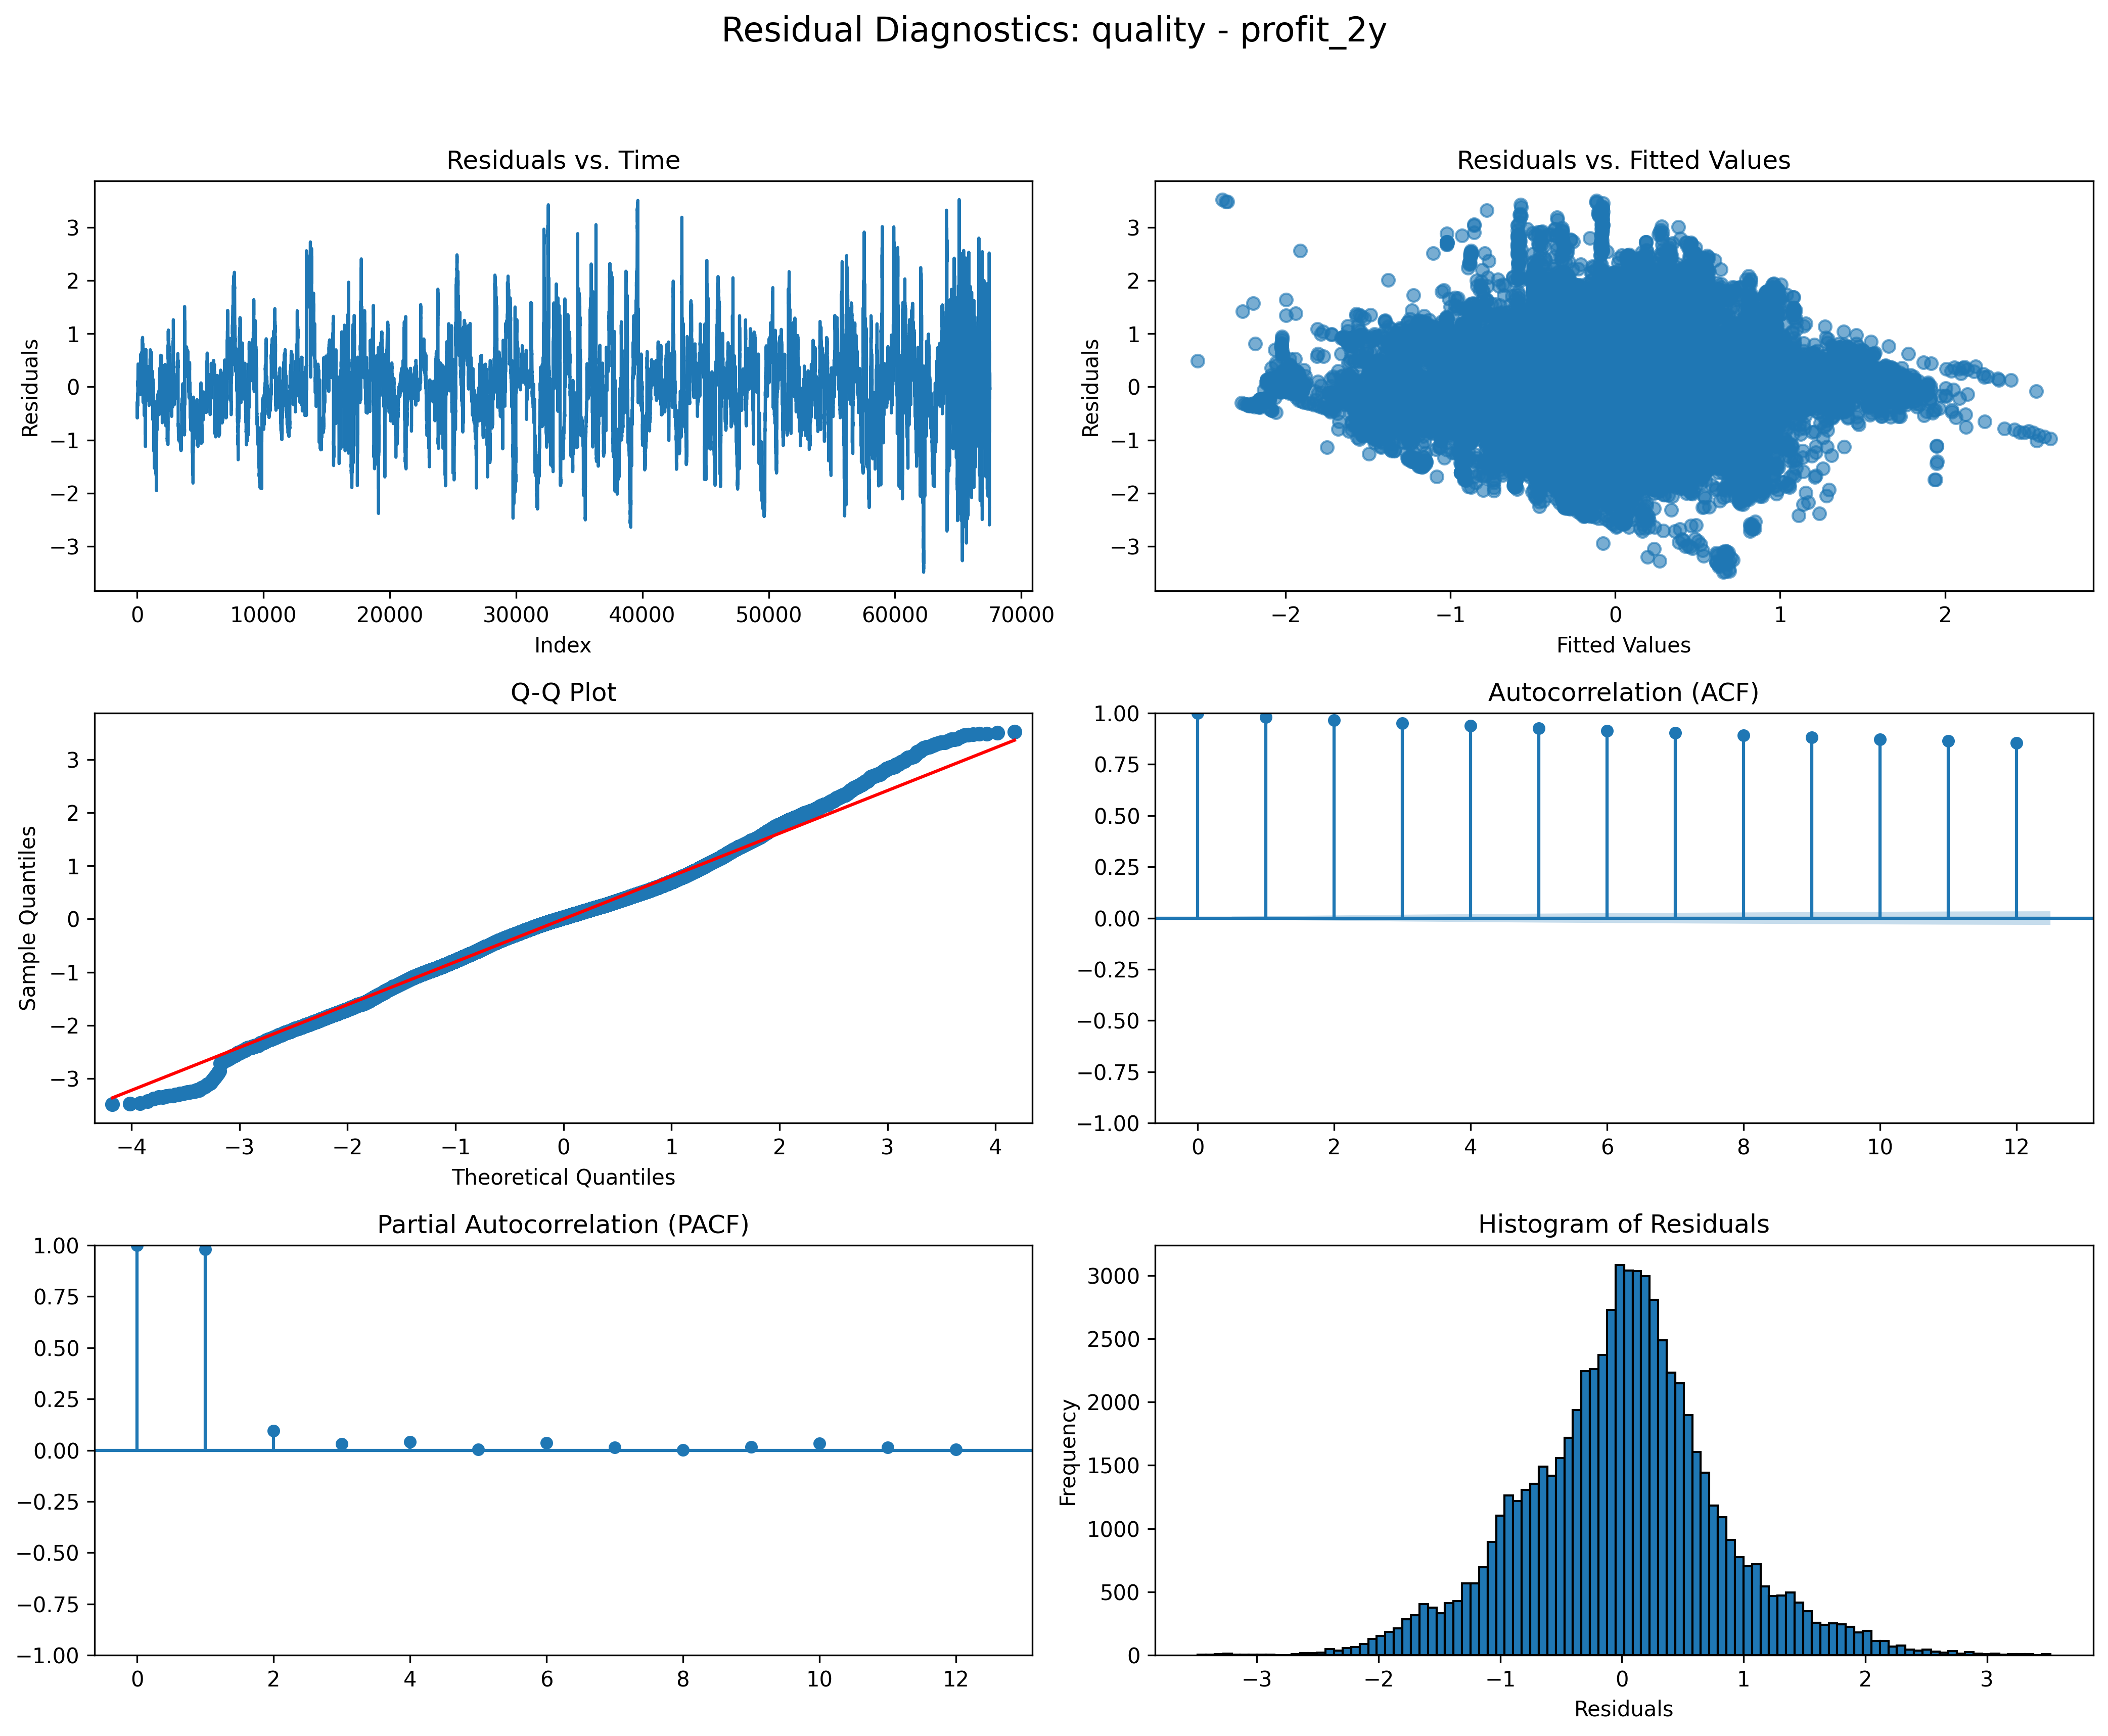 Residual Diagnostics: quality - profit_2y
Residuals vs. Time
3
2
1
0
−1
−2
−3
Residuals
0 10000 20000 30000 40000 50000 60000 70000
Index
Residuals vs. Fitted Values
3
2
1
0
−1
−2
−3
Residuals
−2 −1 0 1 2
Fitted Values
Q-Q Plot
3
2
1
0
−1
−2
−3
Sample Quantiles
−4 −3 −2 −1 0 1 2 3 4
Theoretical Quantiles
Autocorrelation (ACF)
1.00
0.75
0.50
0.25
0.00
−0.25
−0.50
−0.75
−1.00
0 2 4 6 8 10 12
Partial Autocorrelation (PACF)
1.00
0.75
0.50
0.25
0.00
−0.25
−0.50
−0.75
−1.00
0 2 4 6 8 10 12
Histogram of Residuals
3000
2500
2000
1500
1000
500
0
Frequency
−3 −2 −1 0 1 2 3
Residuals